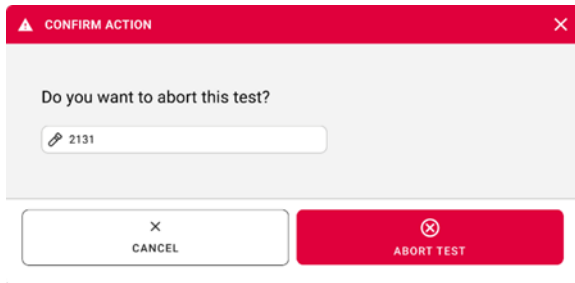 CONFIRM ACTION
Do you want to abort this test?
2131
CANCEL
ABORT TEST